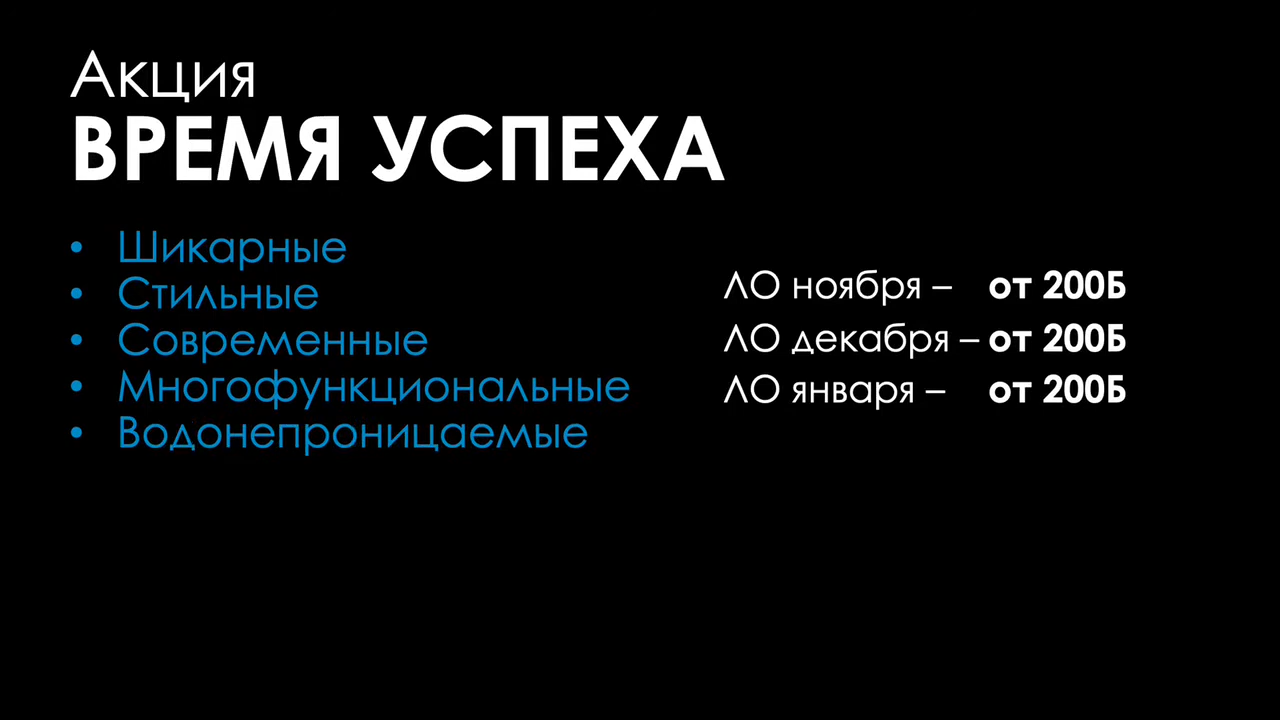 Акция
ВРЕМЯ УСПЕХА
• Шикарные
• Стильные
• Современные
• Многофункциональные
• Водонепроницаемые
ЛО ноября – от 200Б
ЛО декабря – от 200Б
ЛО января – от 200Б